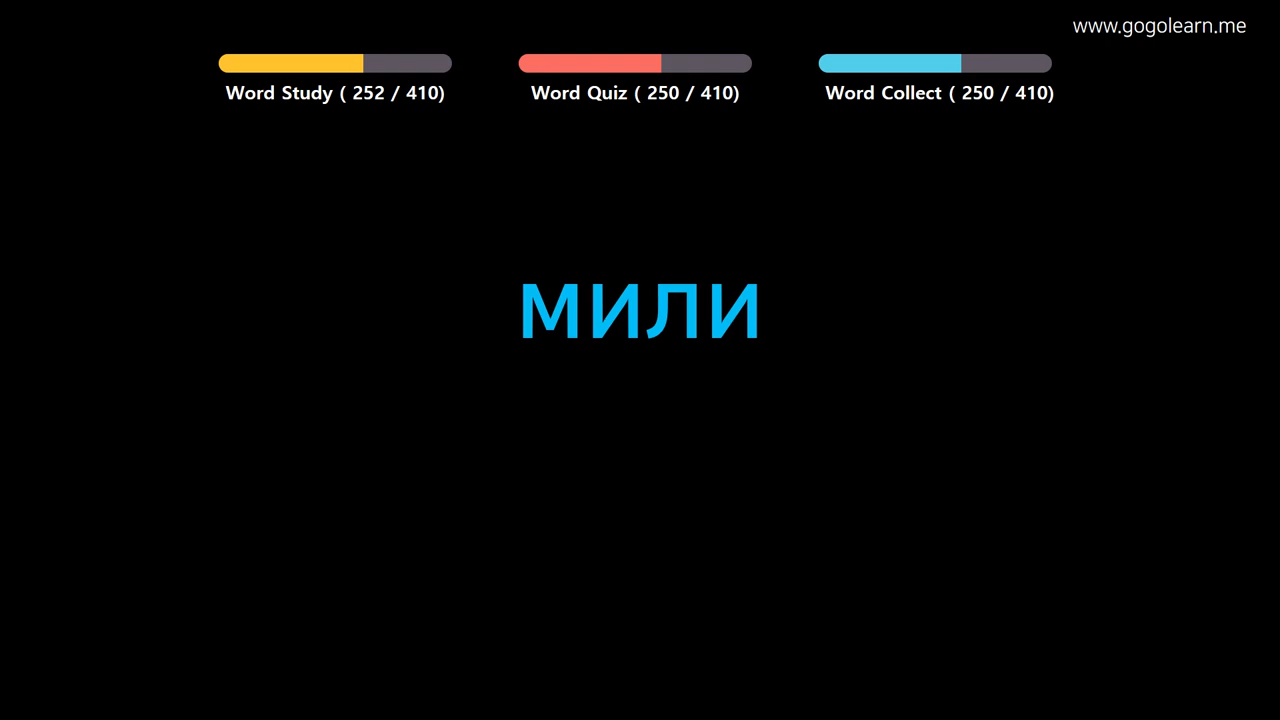 www.gogolearn.me
Word Study ( 252 / 410)
Word Quiz ( 250 / 410)
Word Collect ( 250 / 410)
мили